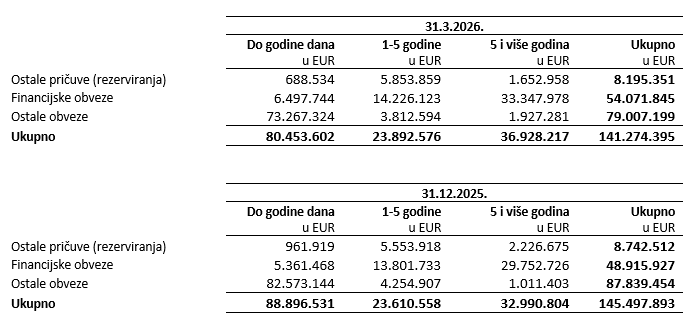 31.3.2026.
Do godine dana 1-5 godine 5 i više godina Ukupno
u EUR u EUR u EUR u EUR
Ostale pričuve (rezerviranja) 688.534 5.853.859 1.652.958 8.195.351
Financijske obveze 6.497.744 14.226.123 33.347.978 54.071.845
Ostale obveze 73.267.324 3.812.594 1.927.281 79.007.199
Ukupno 80.453.602 23.892.576 36.928.217 141.274.395
31.12.2025.
Do godine dana 1-5 godine 5 i više godina Ukupno
u EUR u EUR u EUR u EUR
Ostale pričuve (rezerviranja) 961.919 5.553.918 2.226.675 8.742.512
Financijske obveze 5.361.468 13.801.733 29.752.726 48.915.927
Ostale obveze 82.573.144 4.254.907 1.011.403 87.839.454
Ukupno 88.896.531 23.610.558 32.990.804 145.497.893